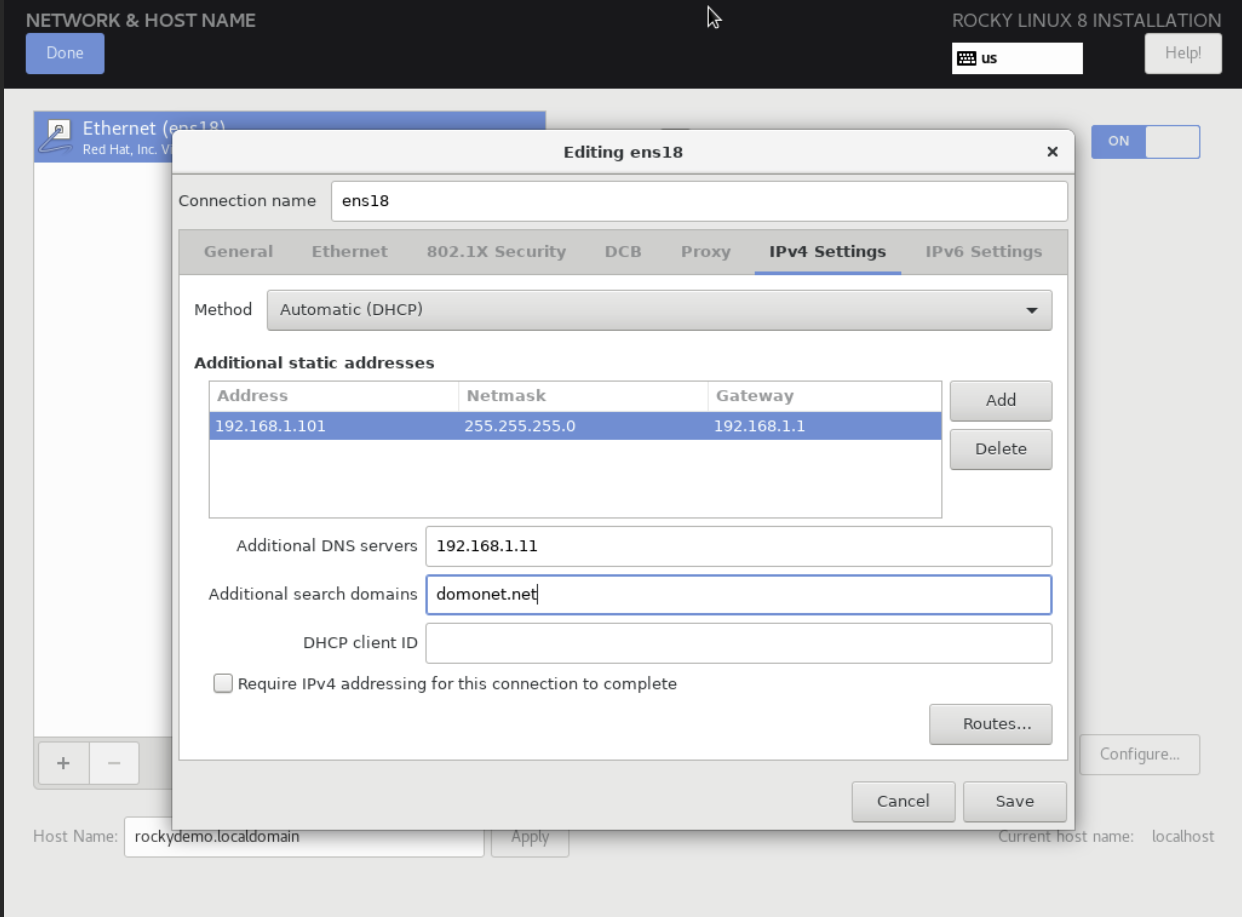 NETWORK & HOST NAME
ROCKY LINUX 8 INSTALLATION
Done
us
Help!
Ethernet (ens18)
Red Hat, Inc. Vi
ON
Editing ens18
Connection name ens18
General Ethernet 802.1X Security DCB Proxy IPv4 Settings IPv6 Settings
Method Automatic (DHCP)
Additional static addresses
Address Netmask Gateway
192.168.1.101 255.255.255.0 192.168.1.1
Add
Delete
Additional DNS servers 192.168.1.11
Additional search domains domonet.net
DHCP client ID
Require IPv4 addressing for this connection to complete
Routes...
+ −
Configure...
Cancel Save
Host Name: rockydemo.localdomain Apply Current host name: localhost